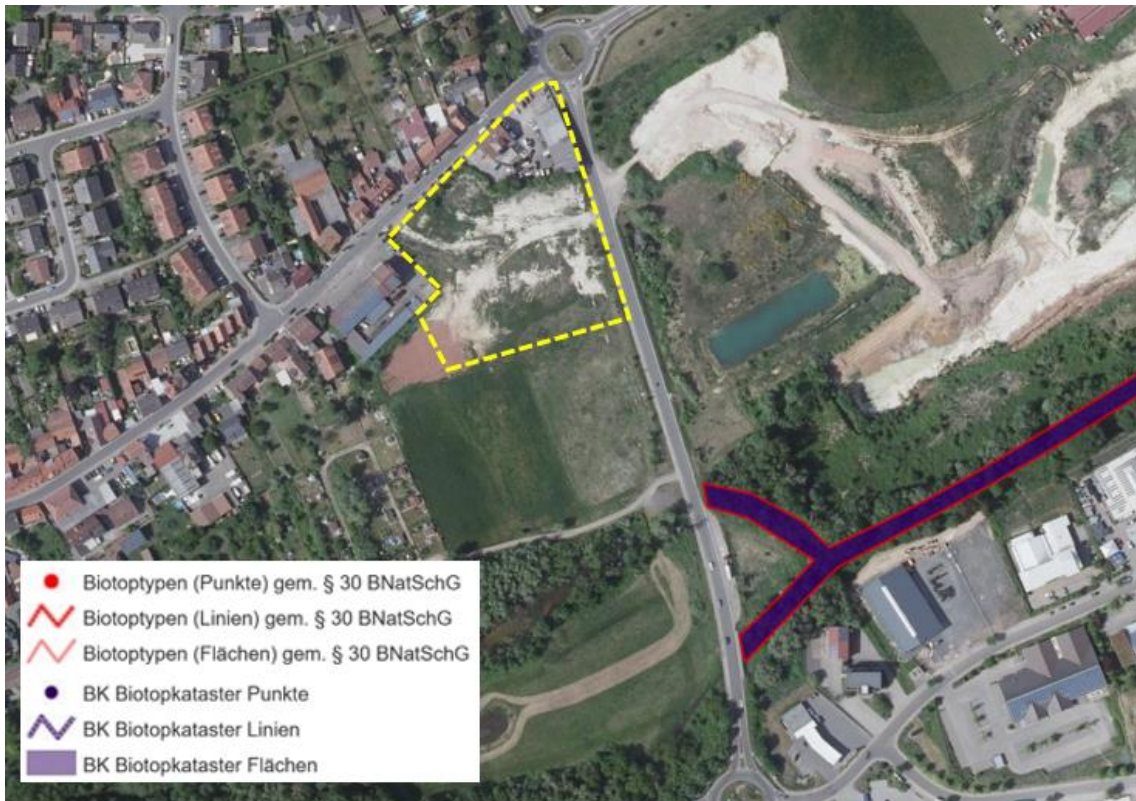 Biotoptypen (Punkte) gem. § 30 BNatSchG
Biotoptypen (Linien) gem. § 30 BNatSchG
Biotoptypen (Flächen) gem. § 30 BNatSchG
BK Biotopkataster Punkte
BK Biotopkataster Linien
BK Biotopkataster Flächen